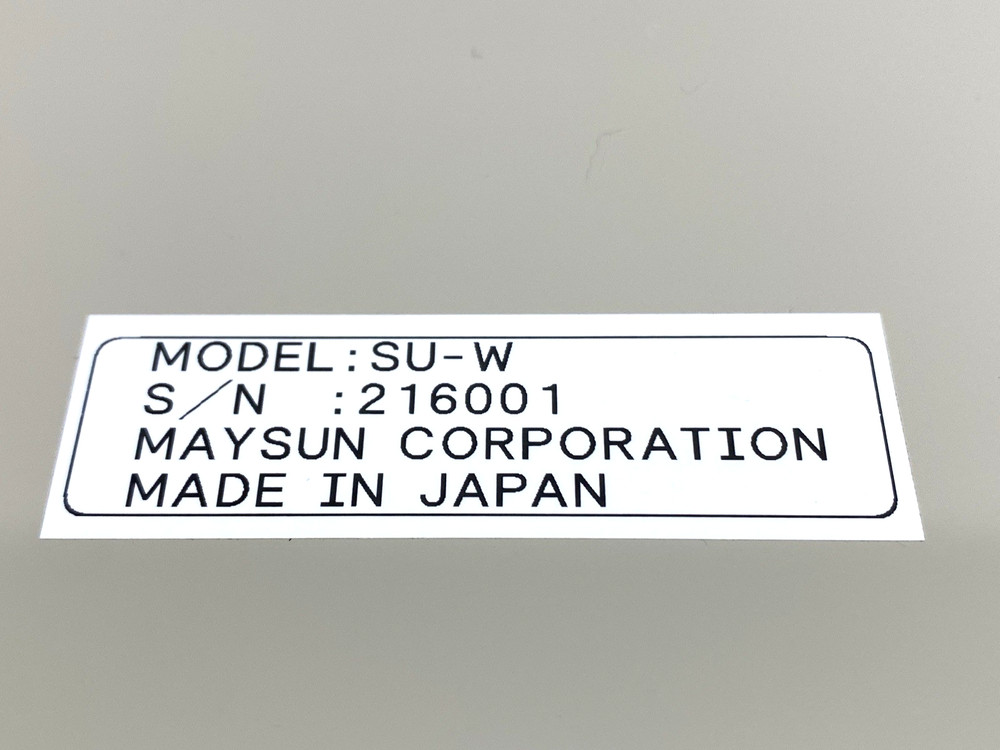 MODEL:SU-W
S/N :216001
MAYSUN CORPORATION
MADE IN JAPAN